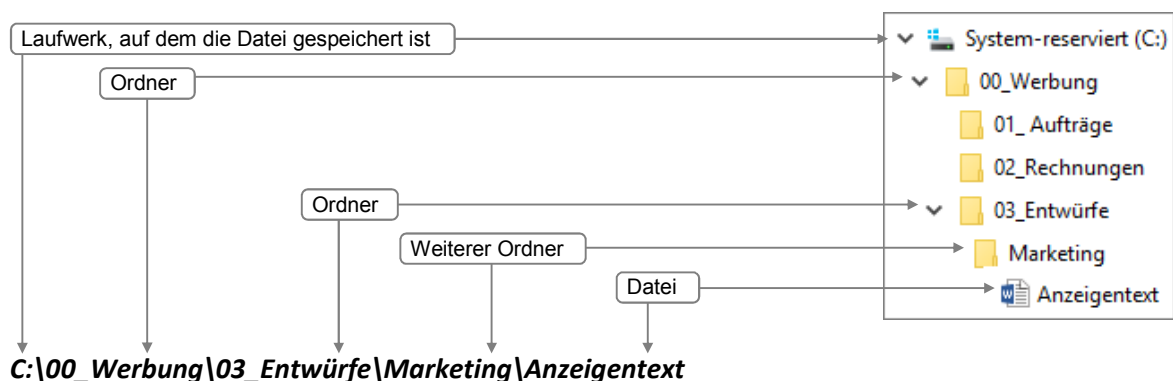 Laufwerk, auf dem die Datei gespeichert ist
System-reserviert (C:)
Ordner
00_Werbung
01_ Aufträge
02_Rechnungen
Ordner
03_Entwürfe
Weiterer Ordner
Marketing
Datei
Anzeigentext
C:\00_Werbung\03_Entwürfe\Marketing\Anzeigentext